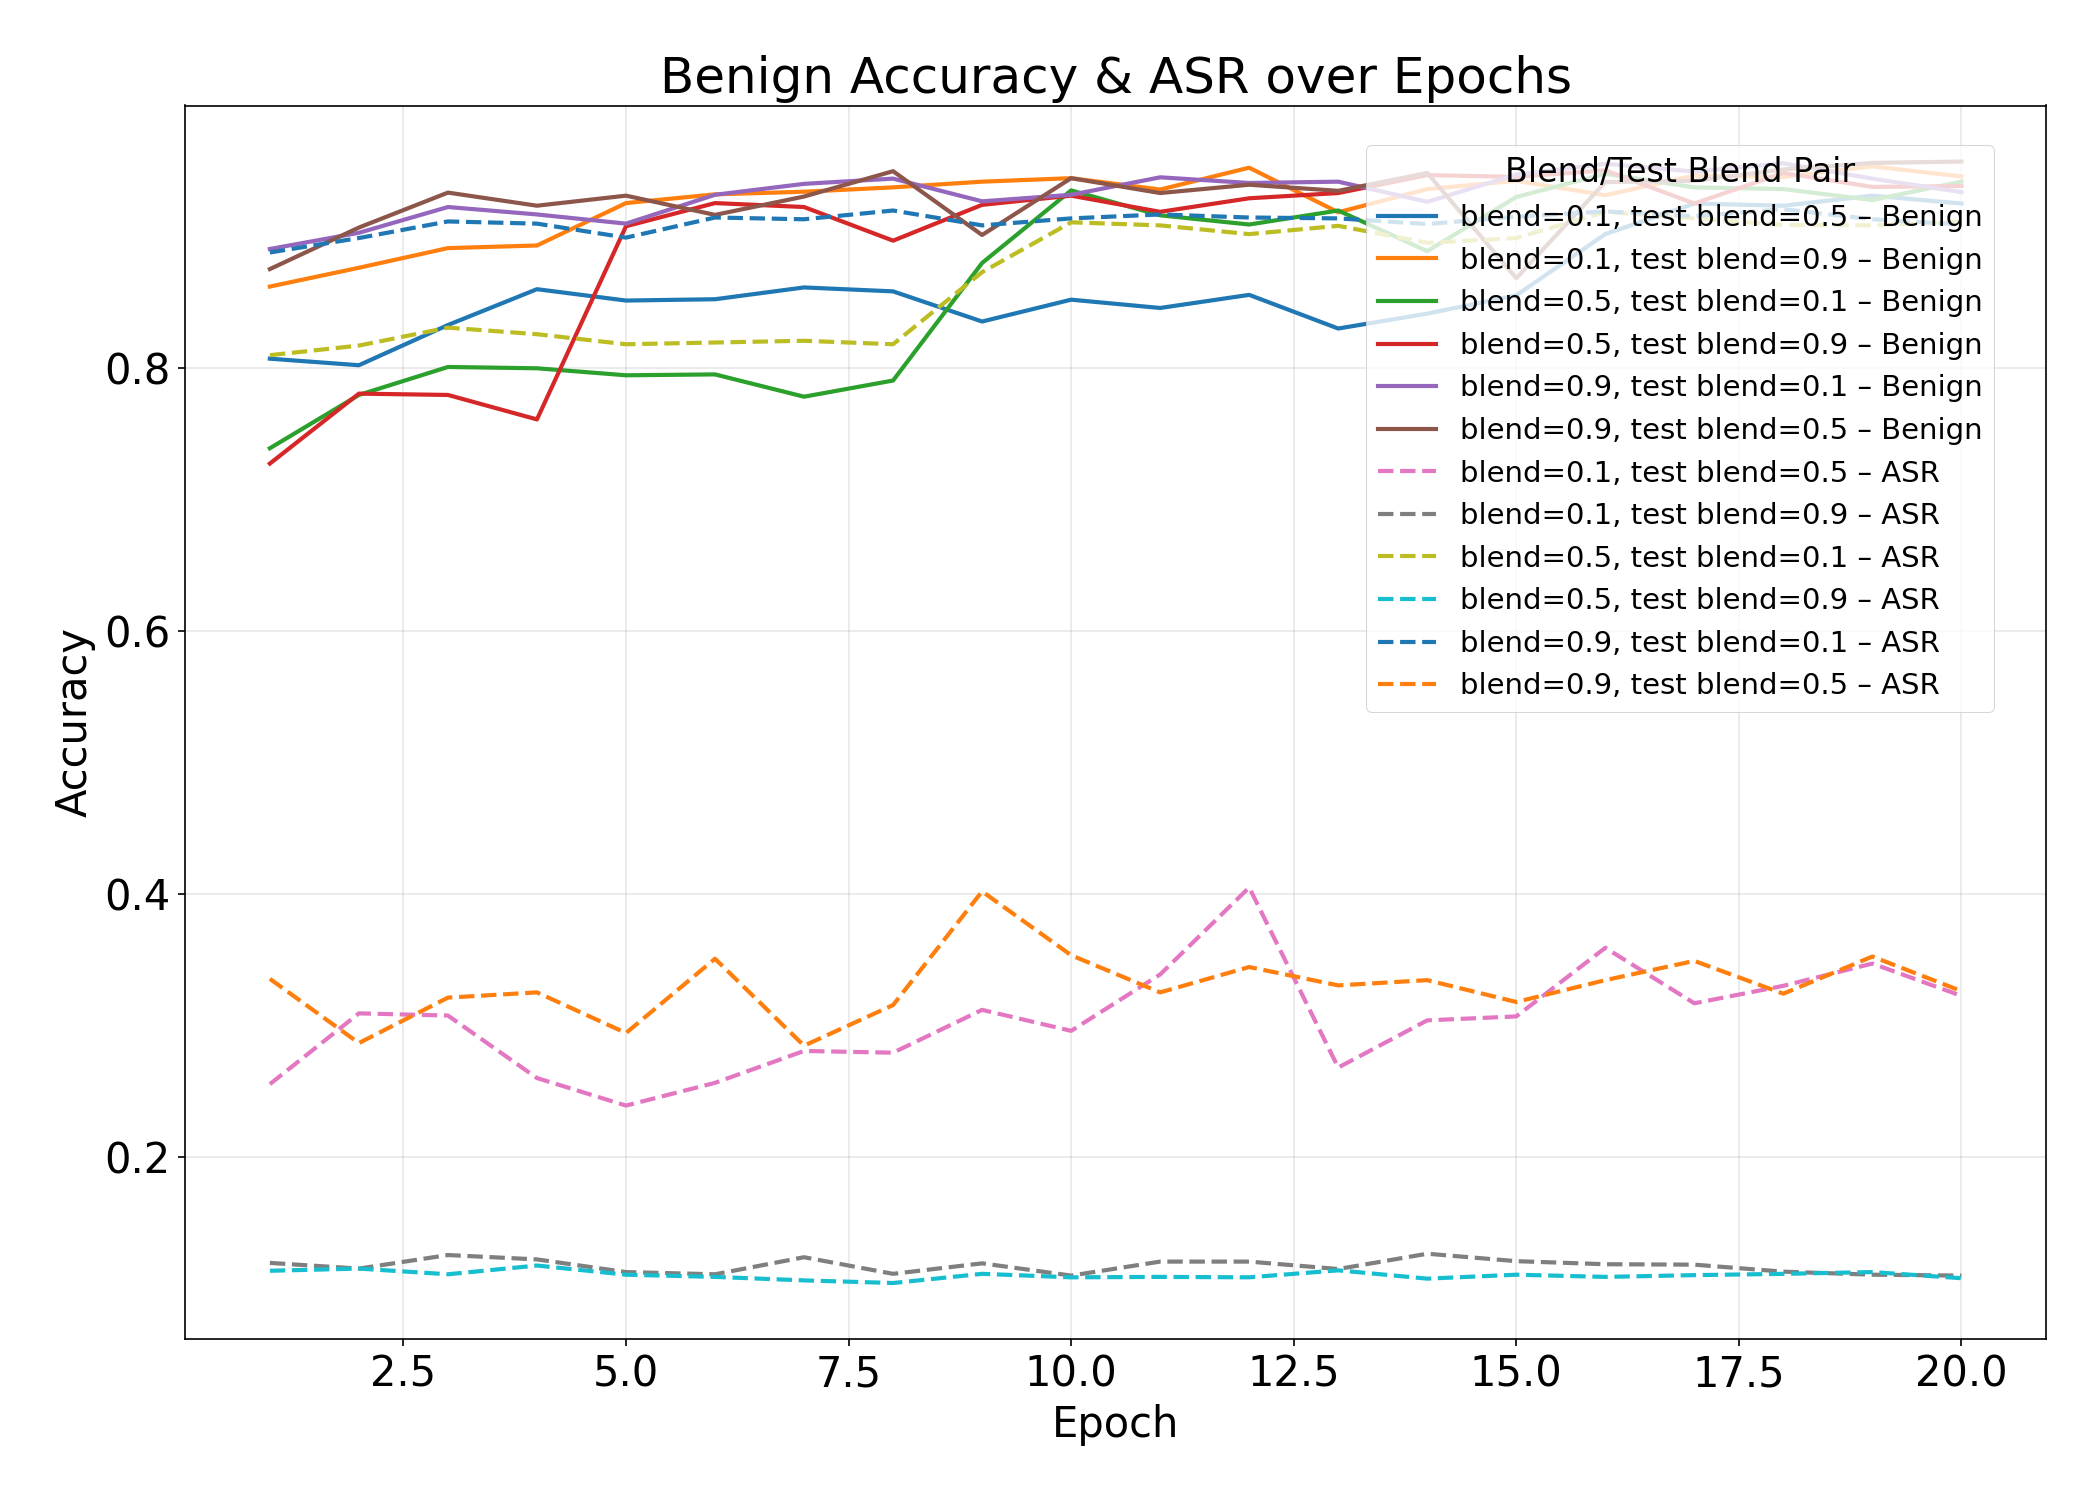 Benign Accuracy & ASR over Epochs
Blend/Test Blend Pair
blend=0.1, test blend=0.5 – Benign
blend=0.1, test blend=0.9 – Benign
blend=0.5, test blend=0.1 – Benign
blend=0.5, test blend=0.9 – Benign
blend=0.9, test blend=0.1 – Benign
blend=0.9, test blend=0.5 – Benign
blend=0.1, test blend=0.5 – ASR
blend=0.1, test blend=0.9 – ASR
blend=0.5, test blend=0.1 – ASR
blend=0.5, test blend=0.9 – ASR
blend=0.9, test blend=0.1 – ASR
blend=0.9, test blend=0.5 – ASR
Accuracy
0.8
0.6
0.4
0.2
2.5 5.0 7.5 10.0 12.5 15.0 17.5 20.0
Epoch